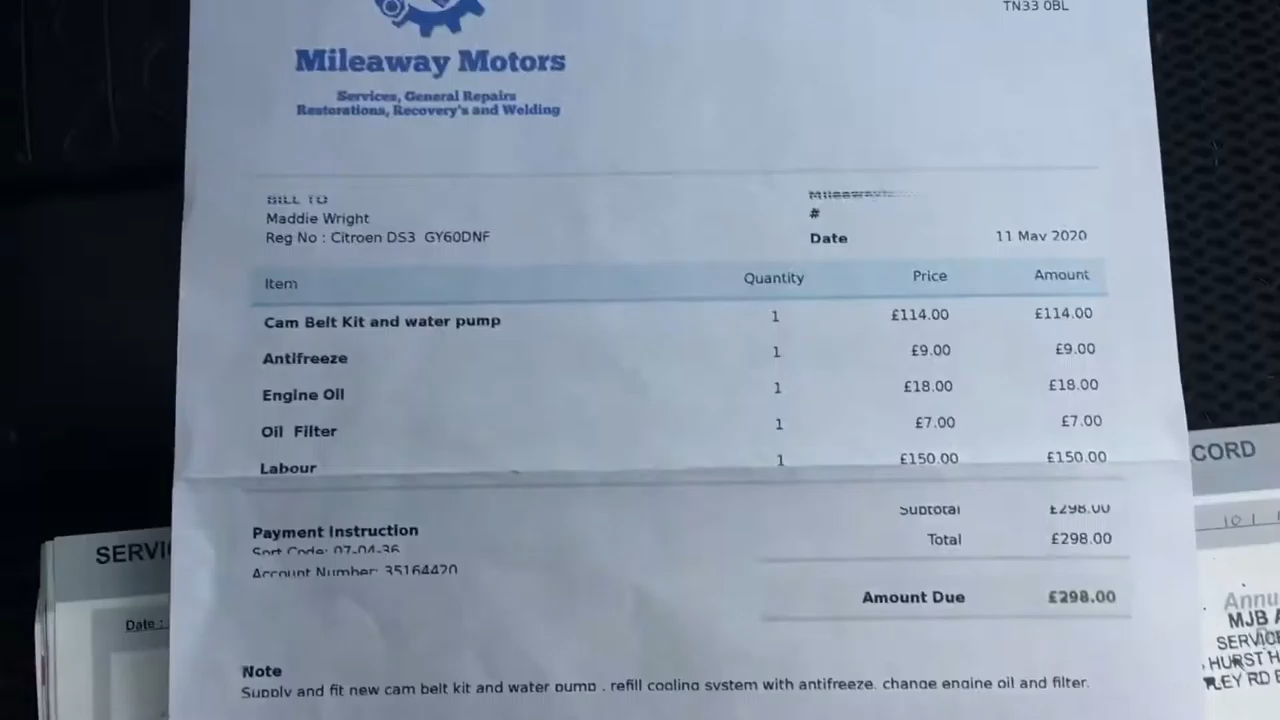 TN33 0BL
Mileaway Motors
Services, General Repairs
Restorations, Recovery's and Welding
BILL TO
Maddie Wright
Reg No : Citroen DS3 GY60DNF
#
Date 11 May 2020
Item Quantity Price Amount
Cam Belt Kit and water pump 1 £114.00 £114.00
Antifreeze 1 £9.00 £9.00
Engine Oil 1 £18.00 £18.00
Oil Filter 1 £7.00 £7.00
Labour 1 £150.00 £150.00
Subtotal £298.00
Payment Instruction
Total £298.00
Sort Code: 07-04-36
Account Number: 35164420
Amount Due £298.00
Note
Supply and fit new cam belt kit and water pump . refill cooling system with antifreeze. change engine oil and filter.
SERVI
Date :
CORD
Annu
MJB
SERVICE
HURST H
LEY RD